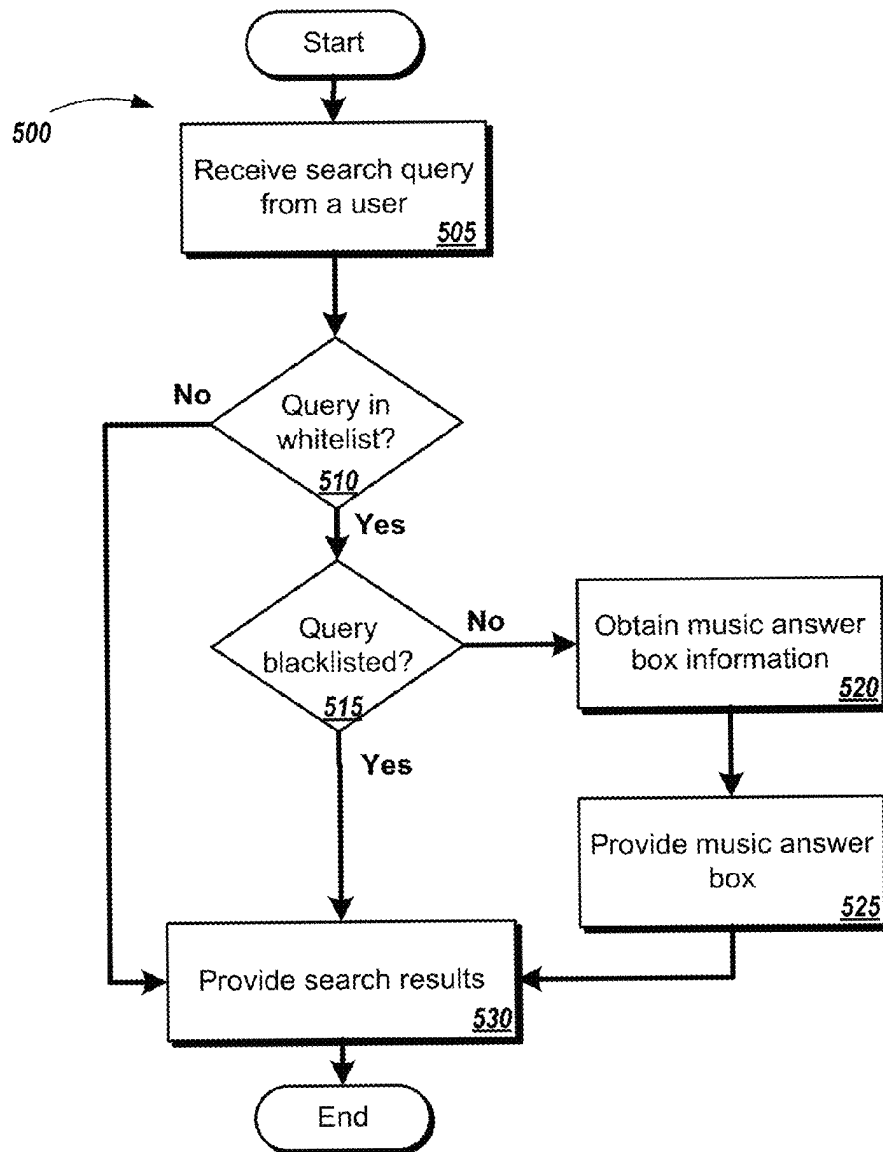 Start
500
Receive search query
from a user
505
No
Query in
whitelist?
510
Yes
Query
blacklisted?
515
No
Obtain music answer
box information
520
Yes
Provide music answer
box
525
Provide search results
530
End